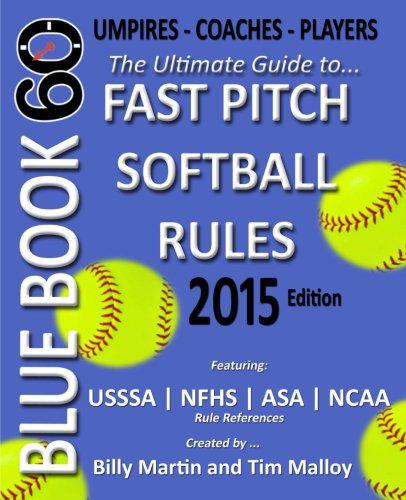 BLUE BOOK 60
UMPIRES - COACHES - PLAYERS
The Ultimate Guide to...
FAST PITCH
SOFTBALL
RULES
2015 Edition
Featuring:
USSSA | NFHS | ASA | NCAA
Rule References
Created by ...
Billy Martin and Tim Malloy